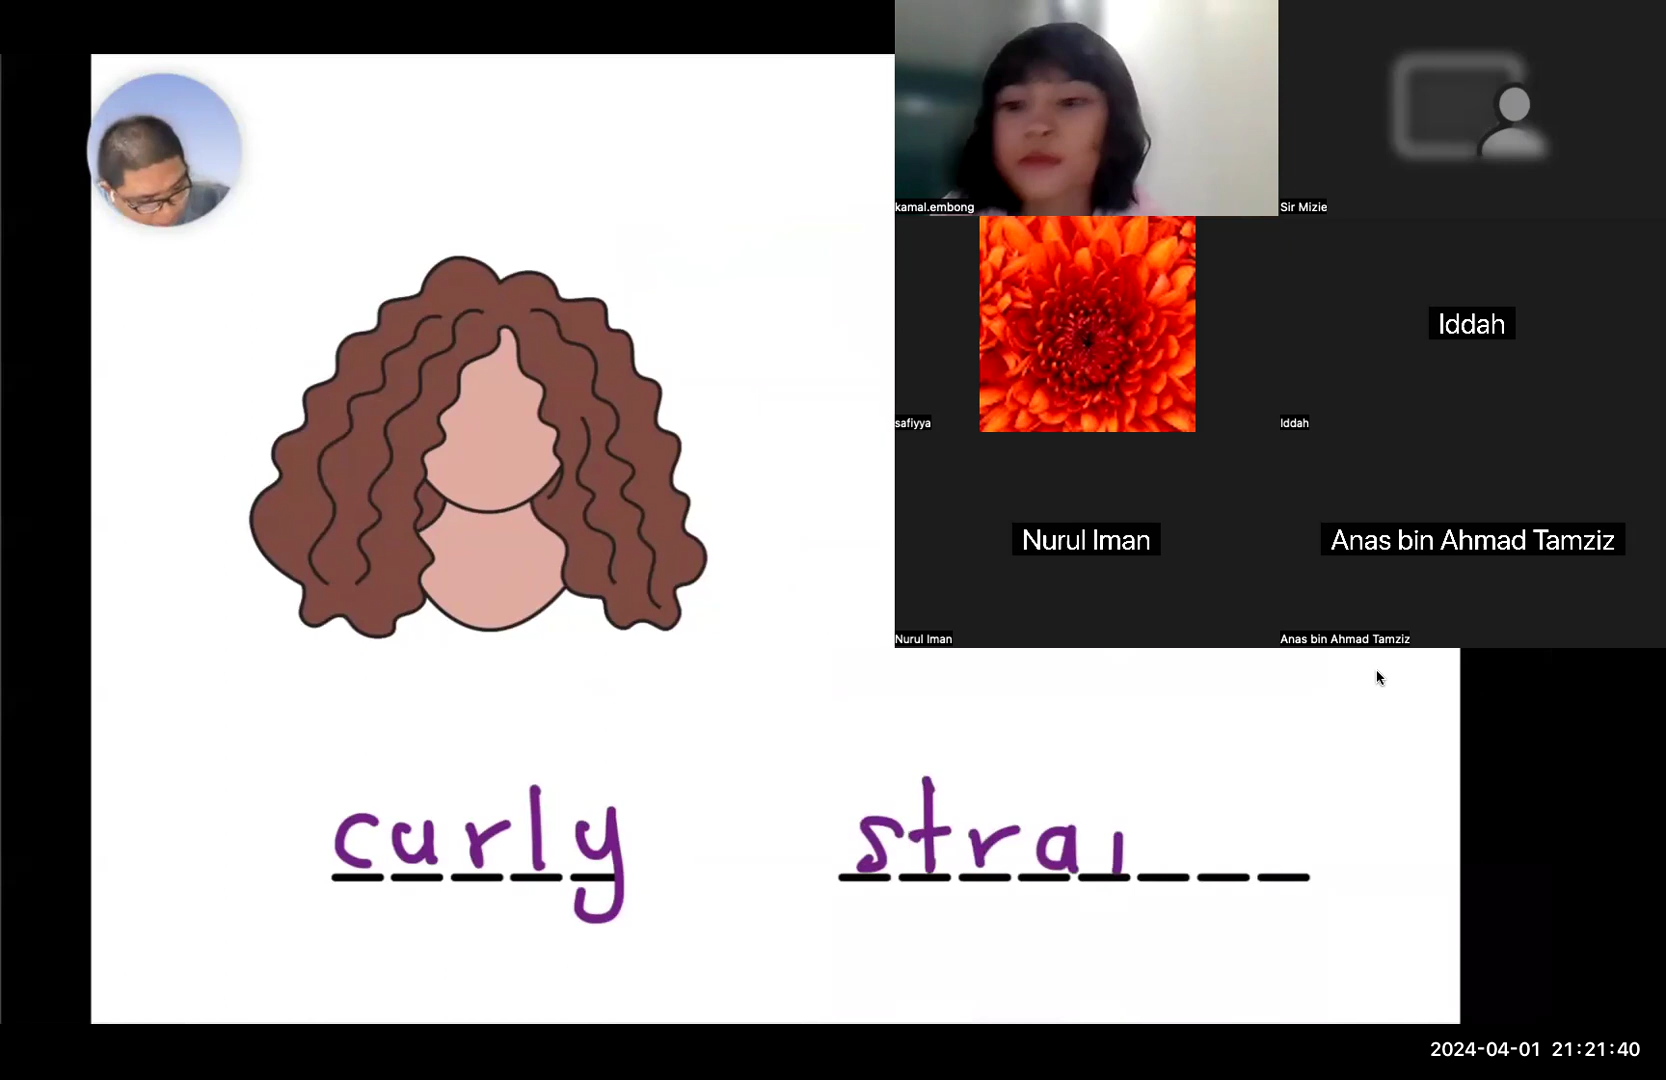 kamal.embong
Sir Mizie
Iddah
safiyya
Iddah
Nurul Iman
Anas bin Ahmad Tamziz
Nurul Iman
Anas bin Ahmad Tamziz
curly strai
2024-04-01 21:21:40